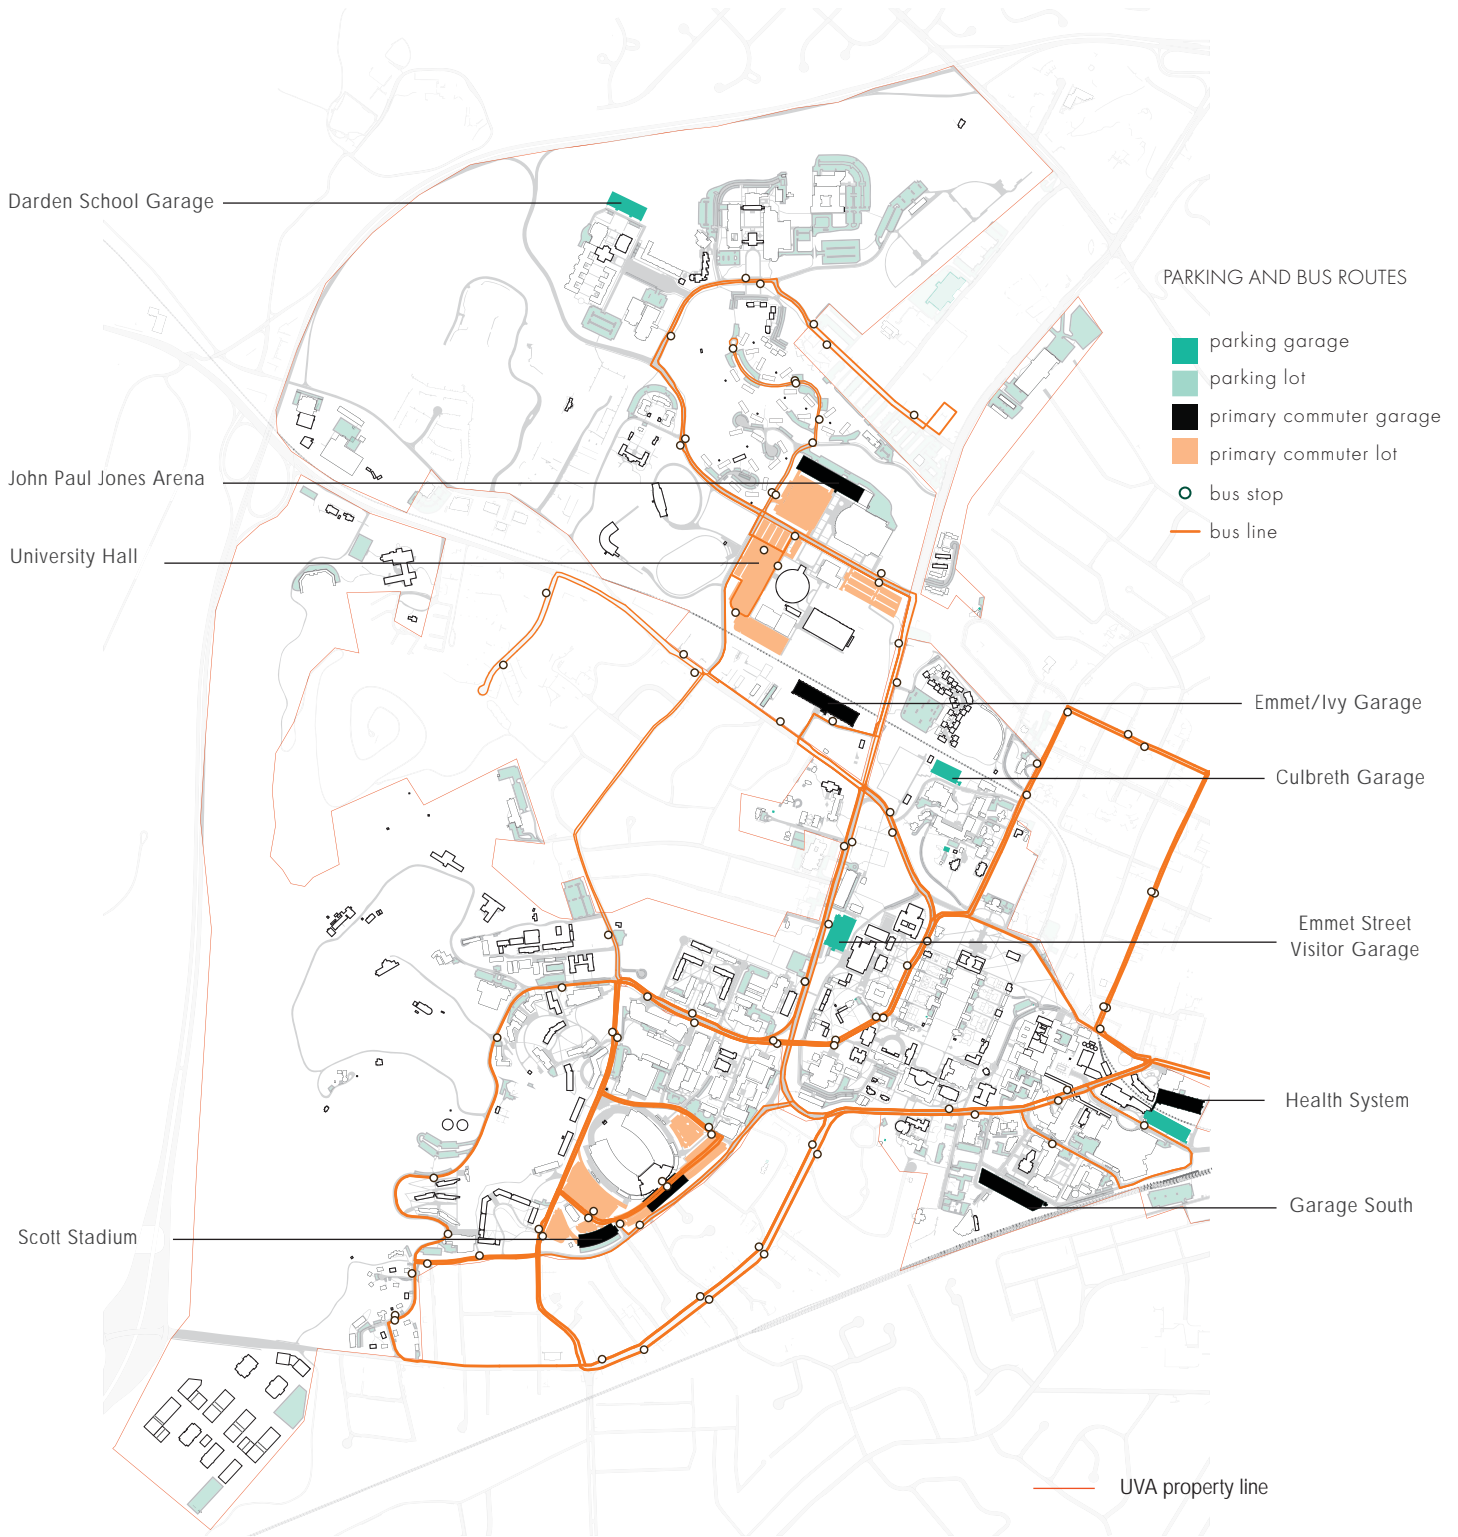 Darden School Garage
PARKING AND BUS ROUTES
parking garage
parking lot
primary commuter garage
primary commuter lot
bus stop
bus line
John Paul Jones Arena
University Hall
Emmet/Ivy Garage
Culbreth Garage
Emmet Street
Visitor Garage
Health System
Garage South
Scott Stadium
UVA property line